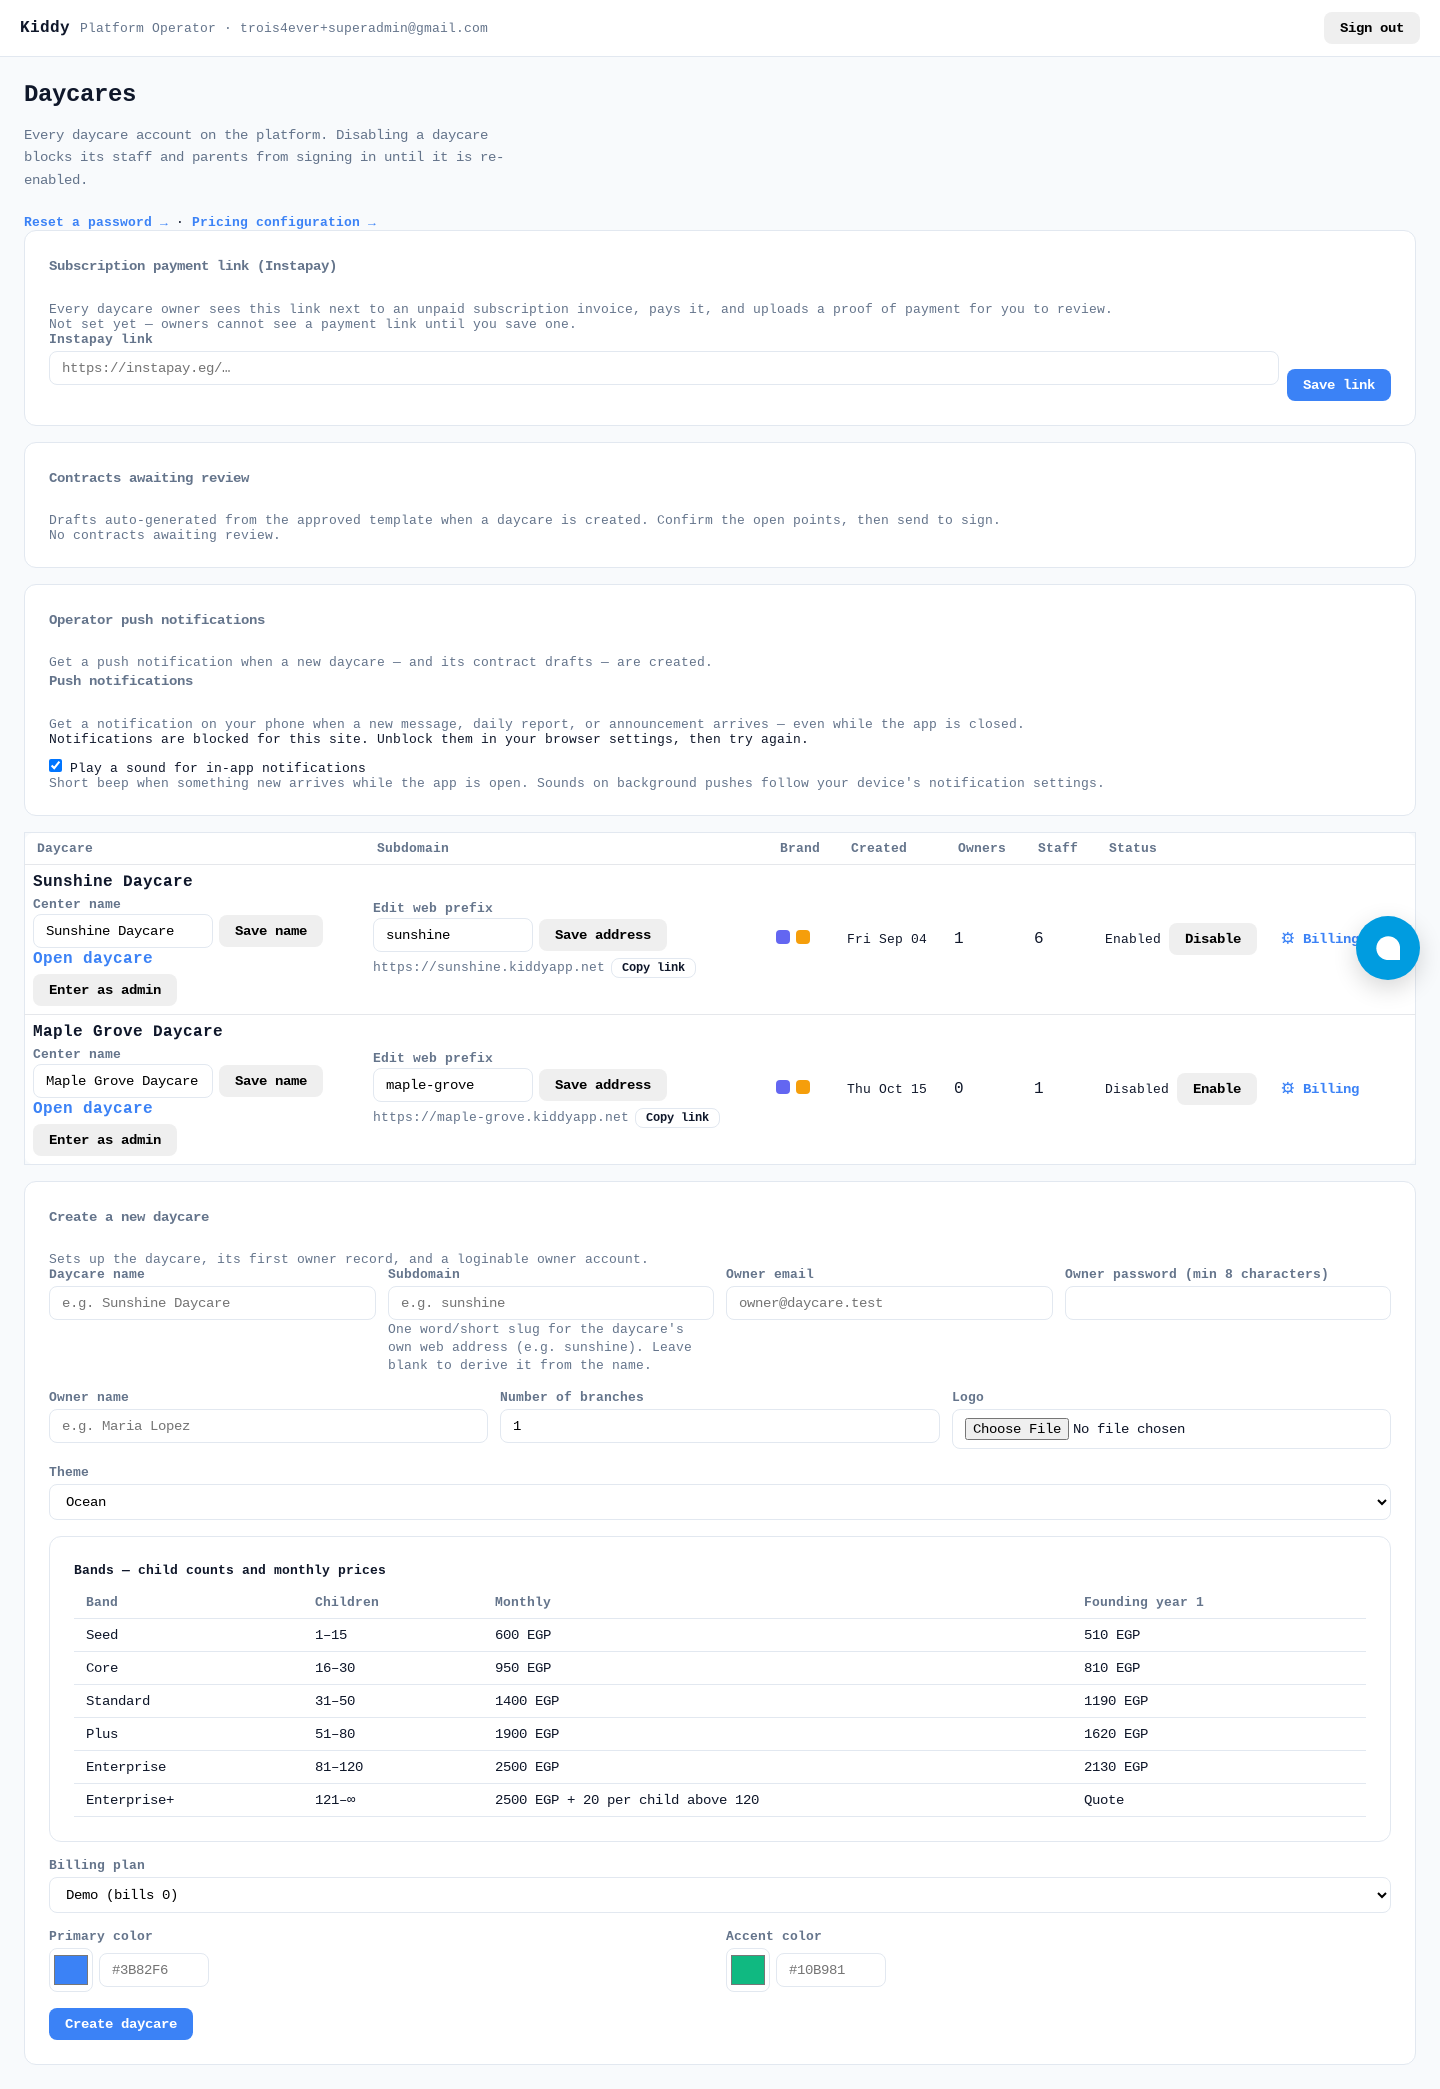 Kiddy Platform Operator · trois4ever+superadmin@gmail.com
Sign out
Daycares
Every daycare account on the platform. Disabling a daycare
blocks its staff and parents from signing in until it is re-
enabled.
Reset a password → · Pricing configuration →
Subscription payment link (Instapay)
Every daycare owner sees this link next to an unpaid subscription invoice, pays it, and uploads a proof of payment for you to review.
Not set yet — owners cannot see a payment link until you save one.
Instapay link
https://instapay.eg/…
Save link
Contracts awaiting review
Drafts auto-generated from the approved template when a daycare is created. Confirm the open points, then send to sign.
No contracts awaiting review.
Operator push notifications
Get a push notification when a new daycare — and its contract drafts — are created.
Push notifications
Get a notification on your phone when a new message, daily report, or announcement arrives — even while the app is closed.
Notifications are blocked for this site. Unblock them in your browser settings, then try again.
Play a sound for in-app notifications
Short beep when something new arrives while the app is open. Sounds on background pushes follow your device's notification settings.
Daycare Subdomain Brand Created Owners Staff Status
Sunshine Daycare
Center name
Sunshine Daycare Save name
Open daycare
Enter as admin
Edit web prefix
sunshine Save address
https://sunshine.kiddyapp.net Copy link
Fri Sep 04 1 6 Enabled Disable Billing
Maple Grove Daycare
Center name
Maple Grove Daycare Save name
Open daycare
Enter as admin
Edit web prefix
maple-grove Save address
https://maple-grove.kiddyapp.net Copy link
Thu Oct 15 0 1 Disabled Enable Billing
Create a new daycare
Sets up the daycare, its first owner record, and a loginable owner account.
Daycare name Subdomain Owner email Owner password (min 8 characters)
e.g. Sunshine Daycare e.g. sunshine owner@daycare.test
One word/short slug for the daycare's
own web address (e.g. sunshine). Leave
blank to derive it from the name.
Owner name Number of branches Logo
e.g. Maria Lopez 1 Choose File No file chosen
Theme
Ocean
Bands — child counts and monthly prices
Band Children Monthly Founding year 1
Seed 1–15 600 EGP 510 EGP
Core 16–30 950 EGP 810 EGP
Standard 31–50 1400 EGP 1190 EGP
Plus 51–80 1900 EGP 1620 EGP
Enterprise 81–120 2500 EGP 2130 EGP
Enterprise+ 121–∞ 2500 EGP + 20 per child above 120 Quote
Billing plan
Demo (bills 0)
Primary color Accent color
#3B82F6 #10B981
Create daycare